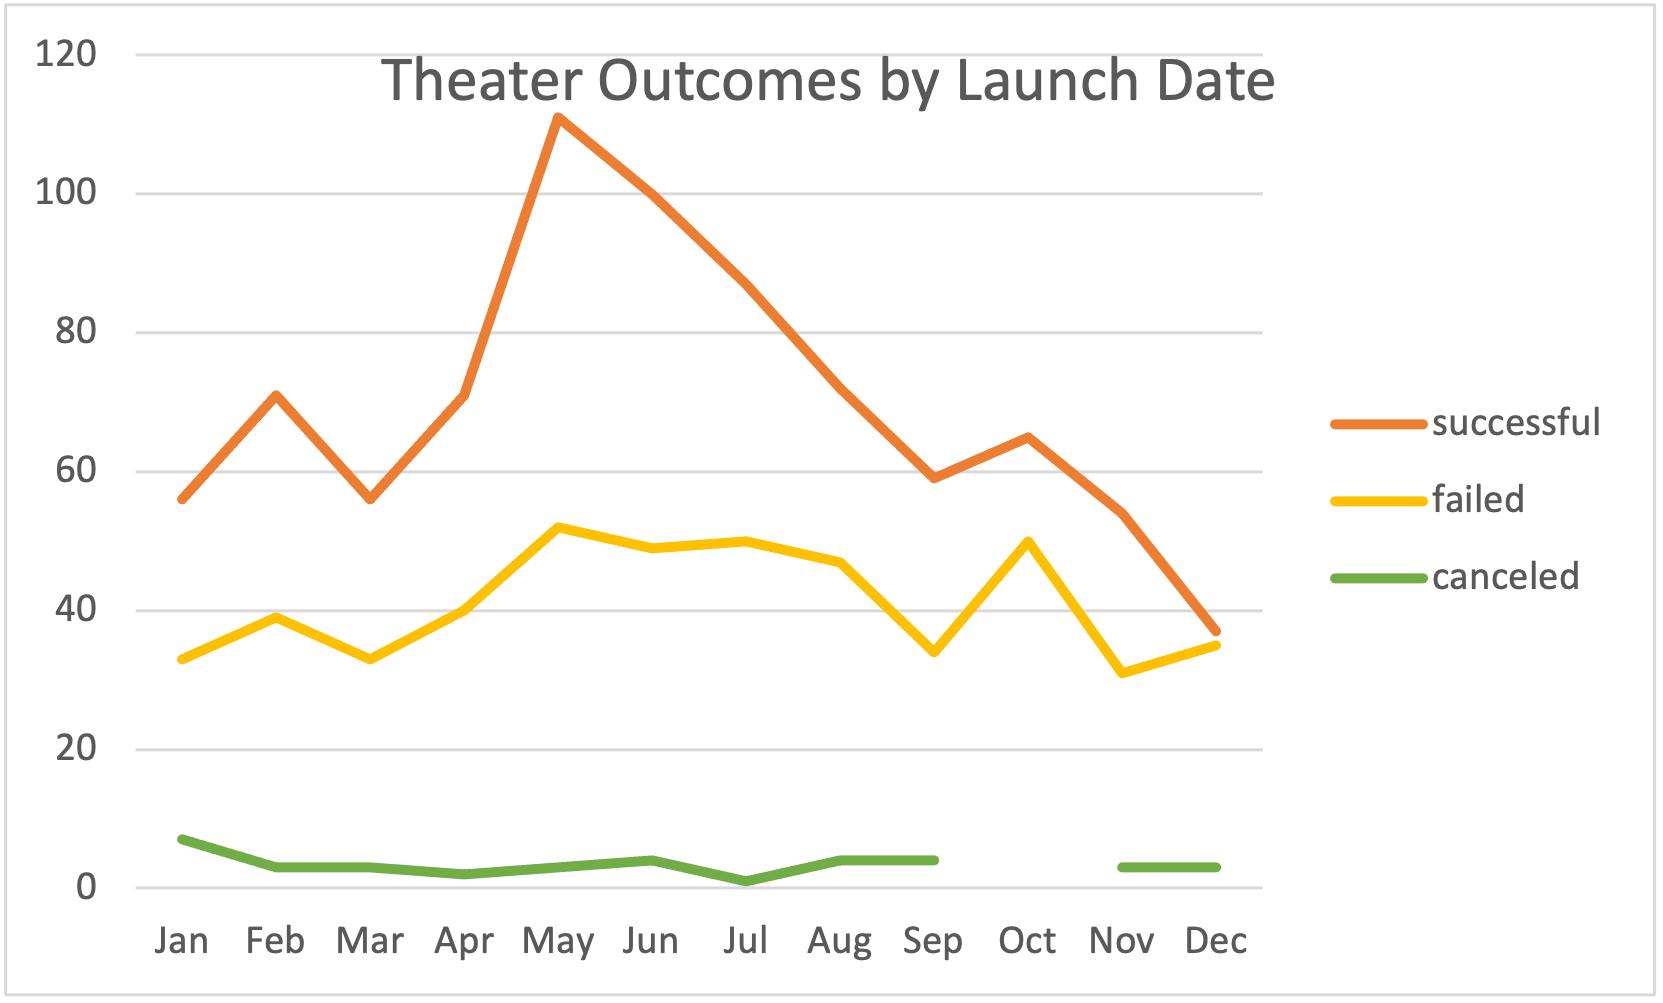 Theater Outcomes by Launch Date
120
100
80
60
40
20
0
Jan Feb Mar Apr May Jun Jul Aug Sep Oct Nov Dec
successful
failed
canceled